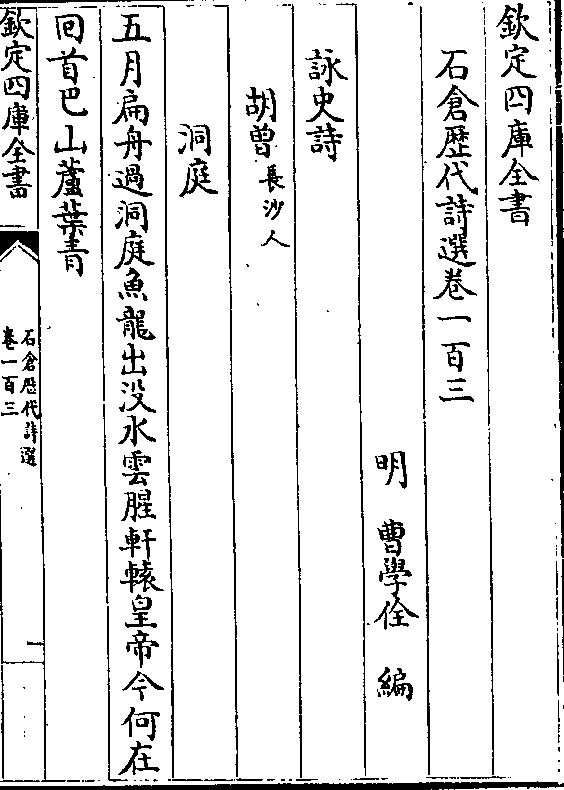 欽定四庫全書
石倉歷代詩選卷一百三
明　曹學佺　編
詠史詩
胡曾長沙人
洞庭
五月扁舟過洞庭魚龍出没水雲腥軒轅皇帝今何在
回首巴山蘆葉青
欽定四庫全書
石倉歷代詩選
卷一百三
一